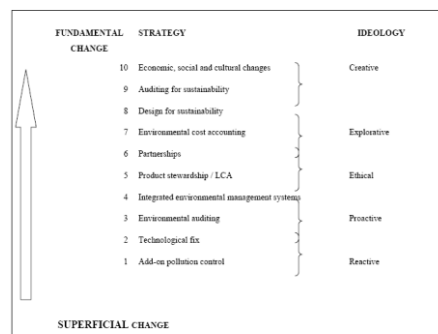 FUNDAMENTAL STRATEGY IDEOLOGY
CHANGE
10 Economic, social and cultural changes Creative
9 Auditing for sustainability
8 Design for sustainability
7 Environmental cost accounting Explorative
6 Partnerships
5 Product stewardship / LCA Ethical
4 Integrated environmental management systems
3 Environmental auditing Proactive
2 Technological fix
1 Add-on pollution control Reactive
SUPERFICIAL CHANGE